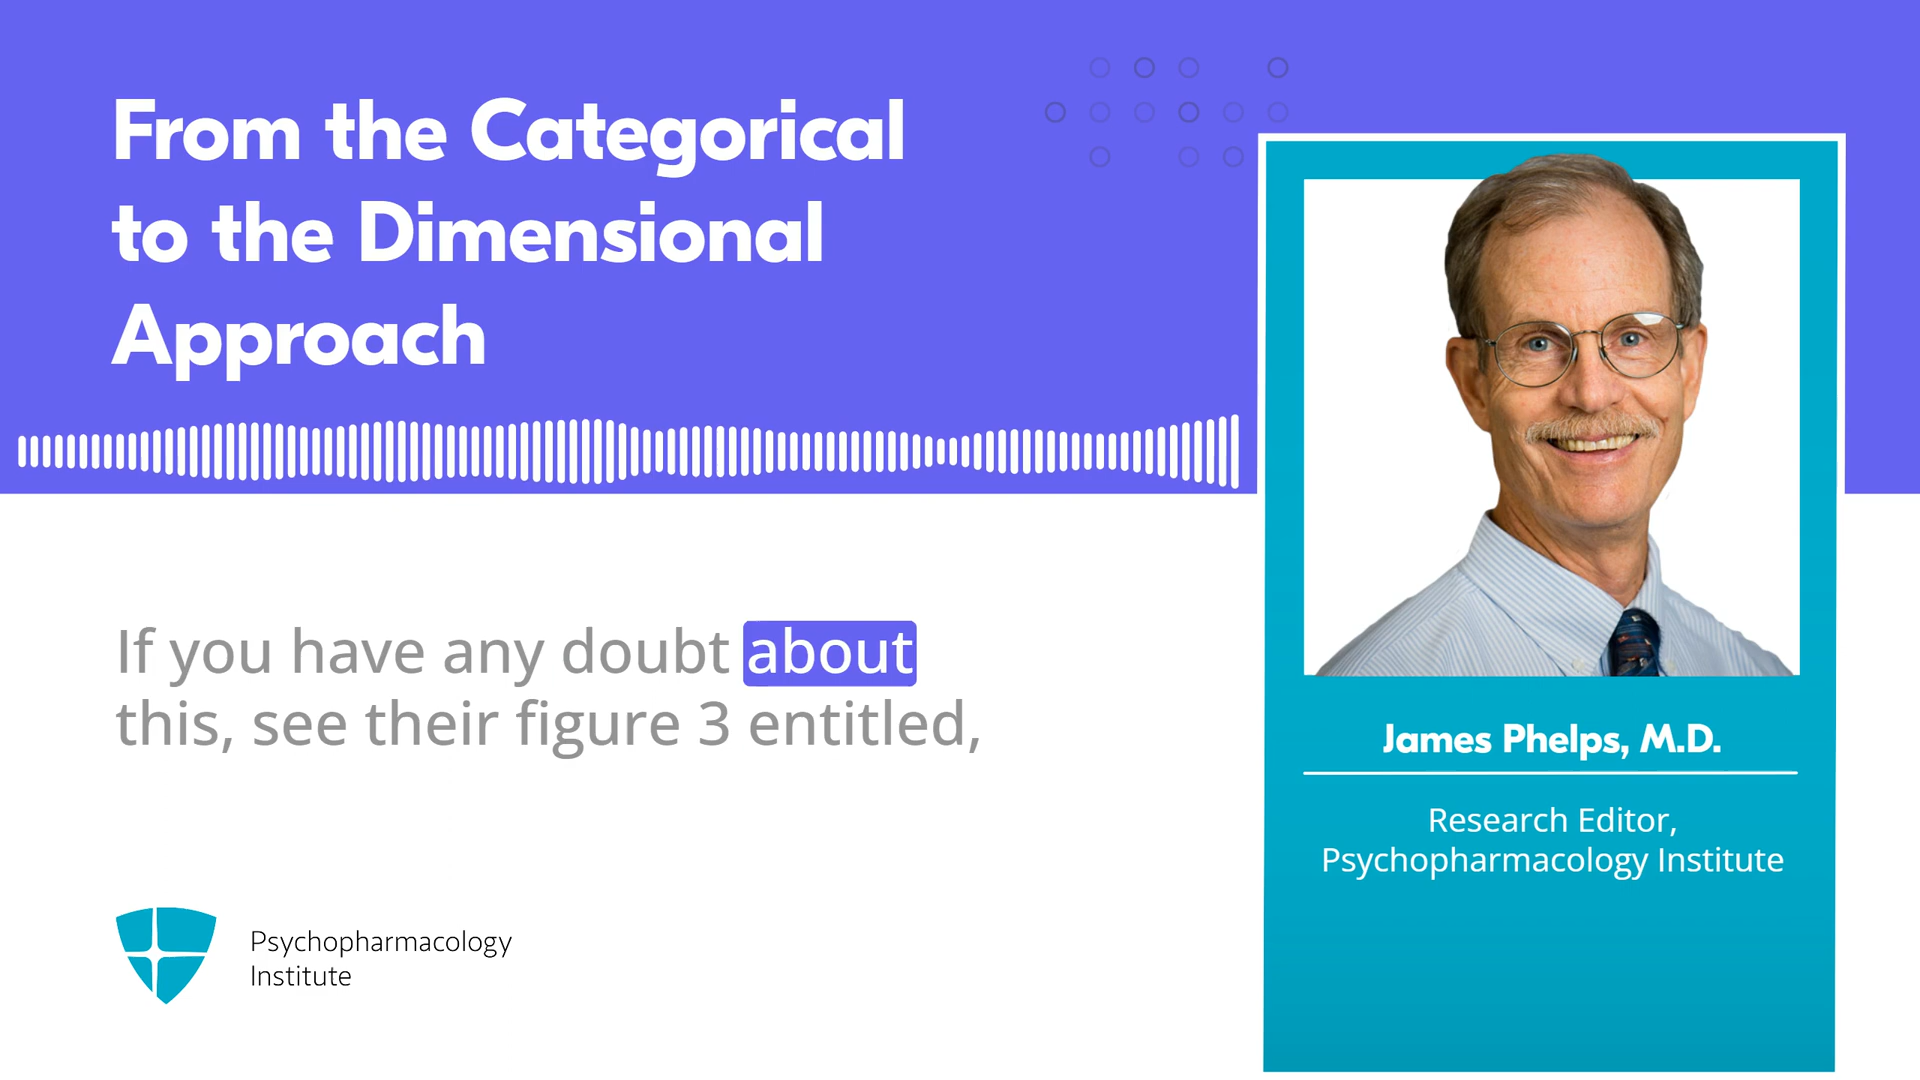 From the Categorical
to the Dimensional
Approach
If you have any doubt about
this, see their figure 3 entitled,
Psychopharmacology
Institute
James Phelps, M.D.
Research Editor,
Psychopharmacology Institute